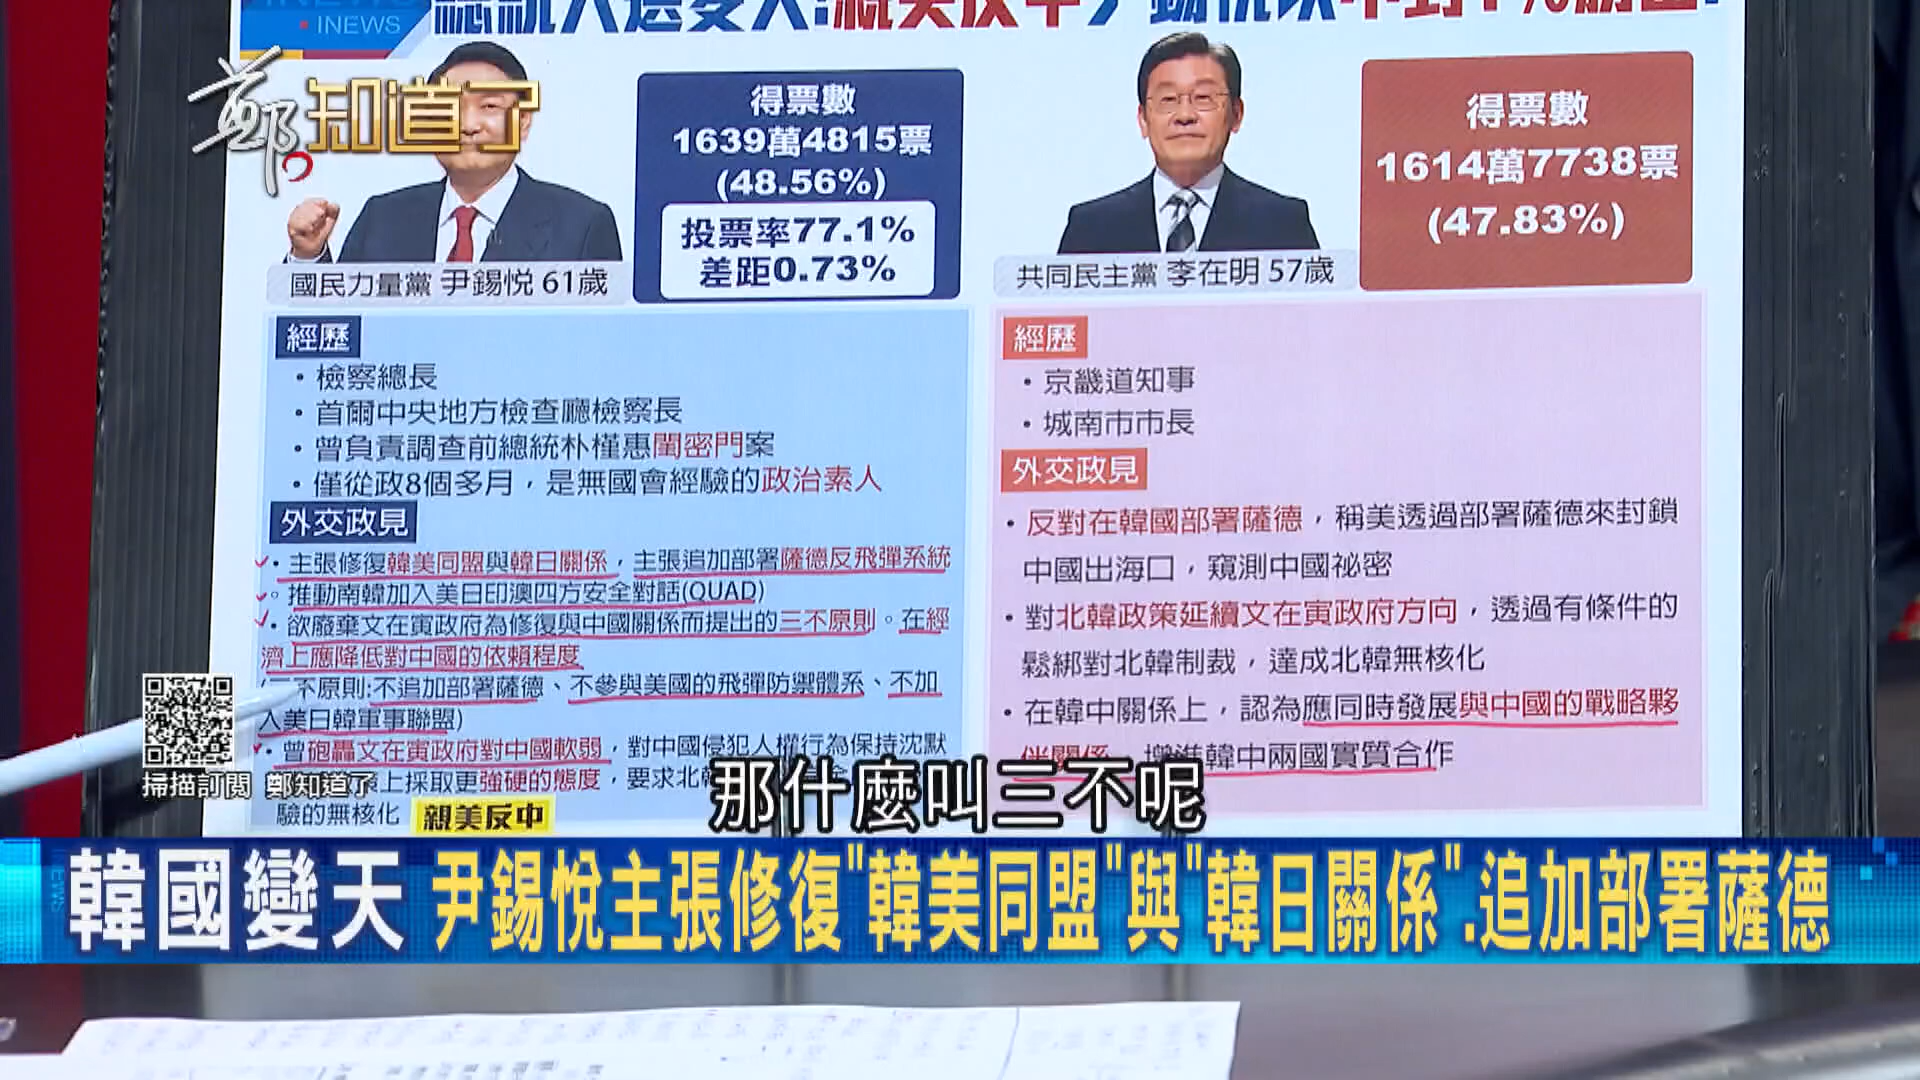 INEWS
鄭知道了
得票數
1639萬4815票
(48.56%)
投票率77.1%
差距0.73%
國民力量黨 尹錫悅 61歲
得票數
1614萬7738票
(47.83%)
共同民主黨 李在明 57歲
經歷
・檢察總長
・首爾中央地方檢查廳檢察長
・曾負責調查前總統朴槿惠閨密門案
・僅從政8個多月，是無國會經驗的政治素人
外交政見
・主張修復韓美同盟與韓日關係，主張追加部署薩德反飛彈系統
。推動南韓加入美日印澳四方安全對話(QUAD)
・欲廢棄文在寅政府為修復與中國關係而提出的三不原則。在經
濟上應降低對中國的依賴程度
不原則:不追加部署薩德、不參與美國的飛彈防禦體系、不加
入美日韓軍事聯盟)
・曾砲轟文在寅政府對中國軟弱，對中國侵犯人權行為保持沈默
上採取更強硬的態度，要求北
驗的無核化
親美反中
經歷
・京畿道知事
・城南市市長
外交政見
・反對在韓國部署薩德，稱美透過部署薩德來封鎖
中國出海口，窺測中國祕密
・對北韓政策延續文在寅政府方向，透過有條件的
鬆綁對北韓制裁，達成北韓無核化
・在韓中關係上，認為應同時發展與中國的戰略夥
伴關係，增進韓中兩國實質合作
掃描訂閱 鄭知道了
那什麼叫三不呢
NEWS
韓國變天 尹錫悅主張修復"韓美同盟"與"韓日關係".追加部署薩德